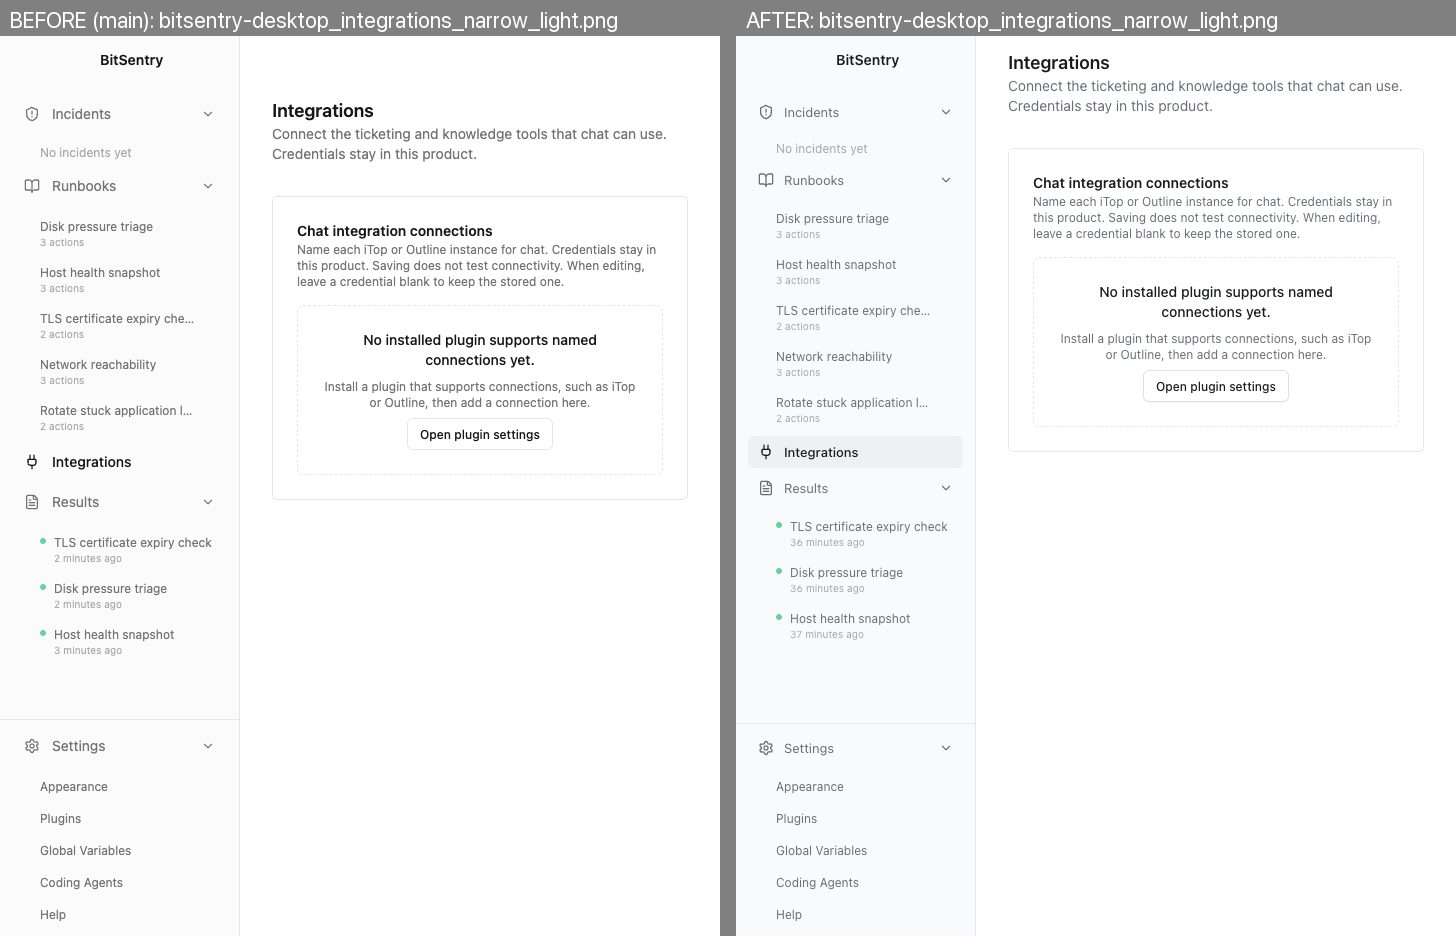 BEFORE (main): bitsentry-desktop_integrations_narrow_light.png
BitSentry
Incidents
No incidents yet
Runbooks
Disk pressure triage
3 actions
Host health snapshot
3 actions
TLS certificate expiry che...
2 actions
Network reachability
3 actions
Rotate stuck application l...
2 actions
Integrations
Results
TLS certificate expiry check
2 minutes ago
Disk pressure triage
2 minutes ago
Host health snapshot
3 minutes ago
Settings
Appearance
Plugins
Global Variables
Coding Agents
Help
Integrations
Connect the ticketing and knowledge tools that chat can use.
Credentials stay in this product.
Chat integration connections
Name each iTop or Outline instance for chat. Credentials stay in
this product. Saving does not test connectivity. When editing,
leave a credential blank to keep the stored one.
No installed plugin supports named
connections yet.
Install a plugin that supports connections, such as iTop
or Outline, then add a connection here.
Open plugin settings
AFTER: bitsentry-desktop_integrations_narrow_light.png
BitSentry
Incidents
No incidents yet
Runbooks
Disk pressure triage
3 actions
Host health snapshot
3 actions
TLS certificate expiry che...
2 actions
Network reachability
3 actions
Rotate stuck application l...
2 actions
Integrations
Results
TLS certificate expiry check
36 minutes ago
Disk pressure triage
36 minutes ago
Host health snapshot
37 minutes ago
Settings
Appearance
Plugins
Global Variables
Coding Agents
Help
Integrations
Connect the ticketing and knowledge tools that chat can use.
Credentials stay in this product.
Chat integration connections
Name each iTop or Outline instance for chat. Credentials stay in
this product. Saving does not test connectivity. When editing,
leave a credential blank to keep the stored one.
No installed plugin supports named
connections yet.
Install a plugin that supports connections, such as iTop
or Outline, then add a connection here.
Open plugin settings